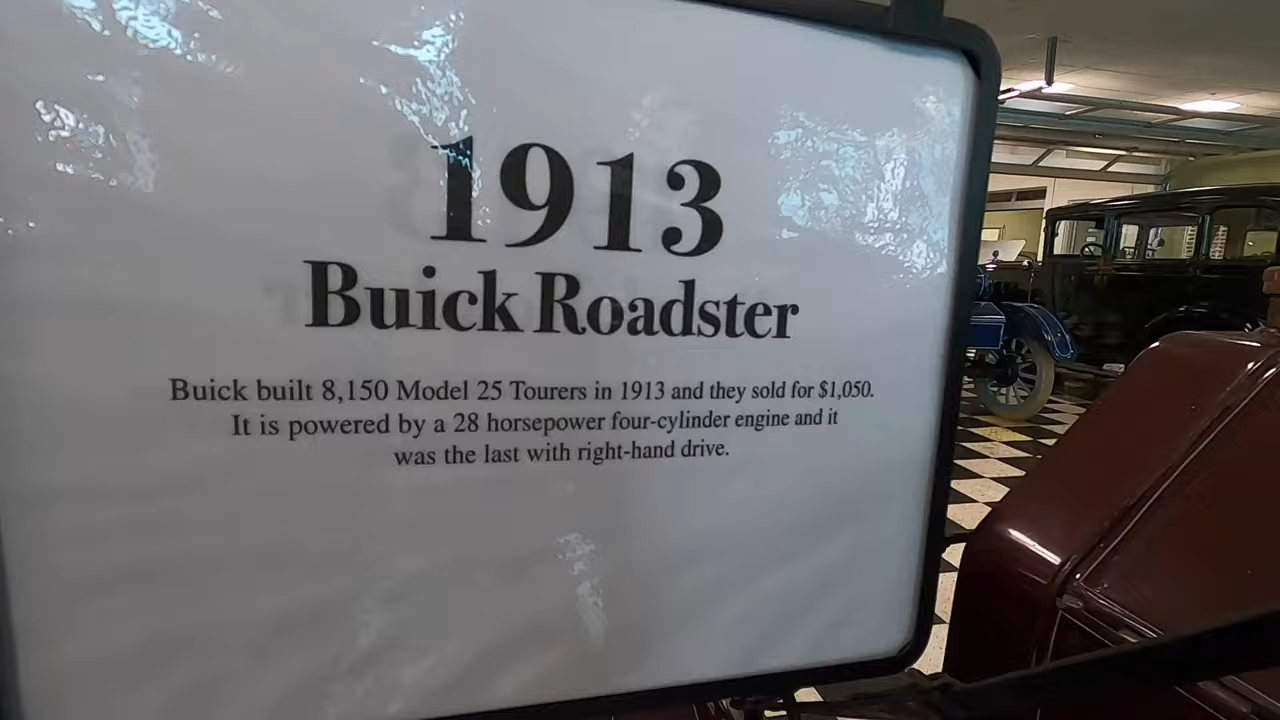 1913
Buick Roadster
Buick built 8,150 Model 25 Tourers in 1913 and they sold for $1,050.
It is powered by a 28 horsepower four-cylinder engine and it
was the last with right-hand drive.